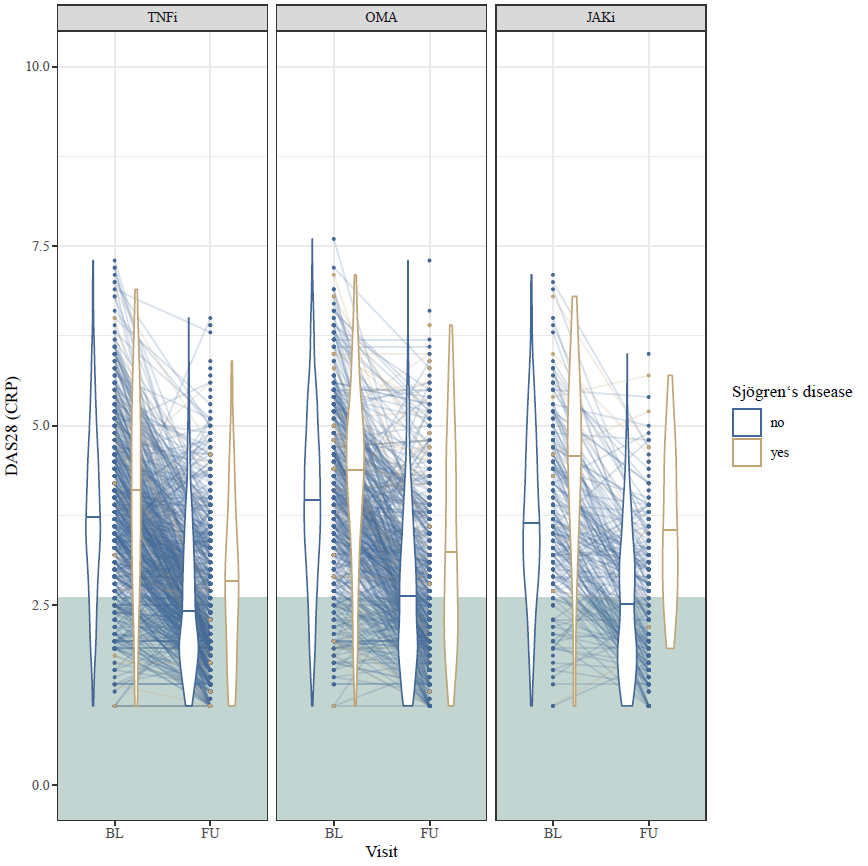 TNFi
OMA
JAKi
10.0
7.5
5.0
2.5
0.0
DAS28 (CRP)
BL FU
BL FU
BL FU
Visit
Sjögren‘s disease
no
yes